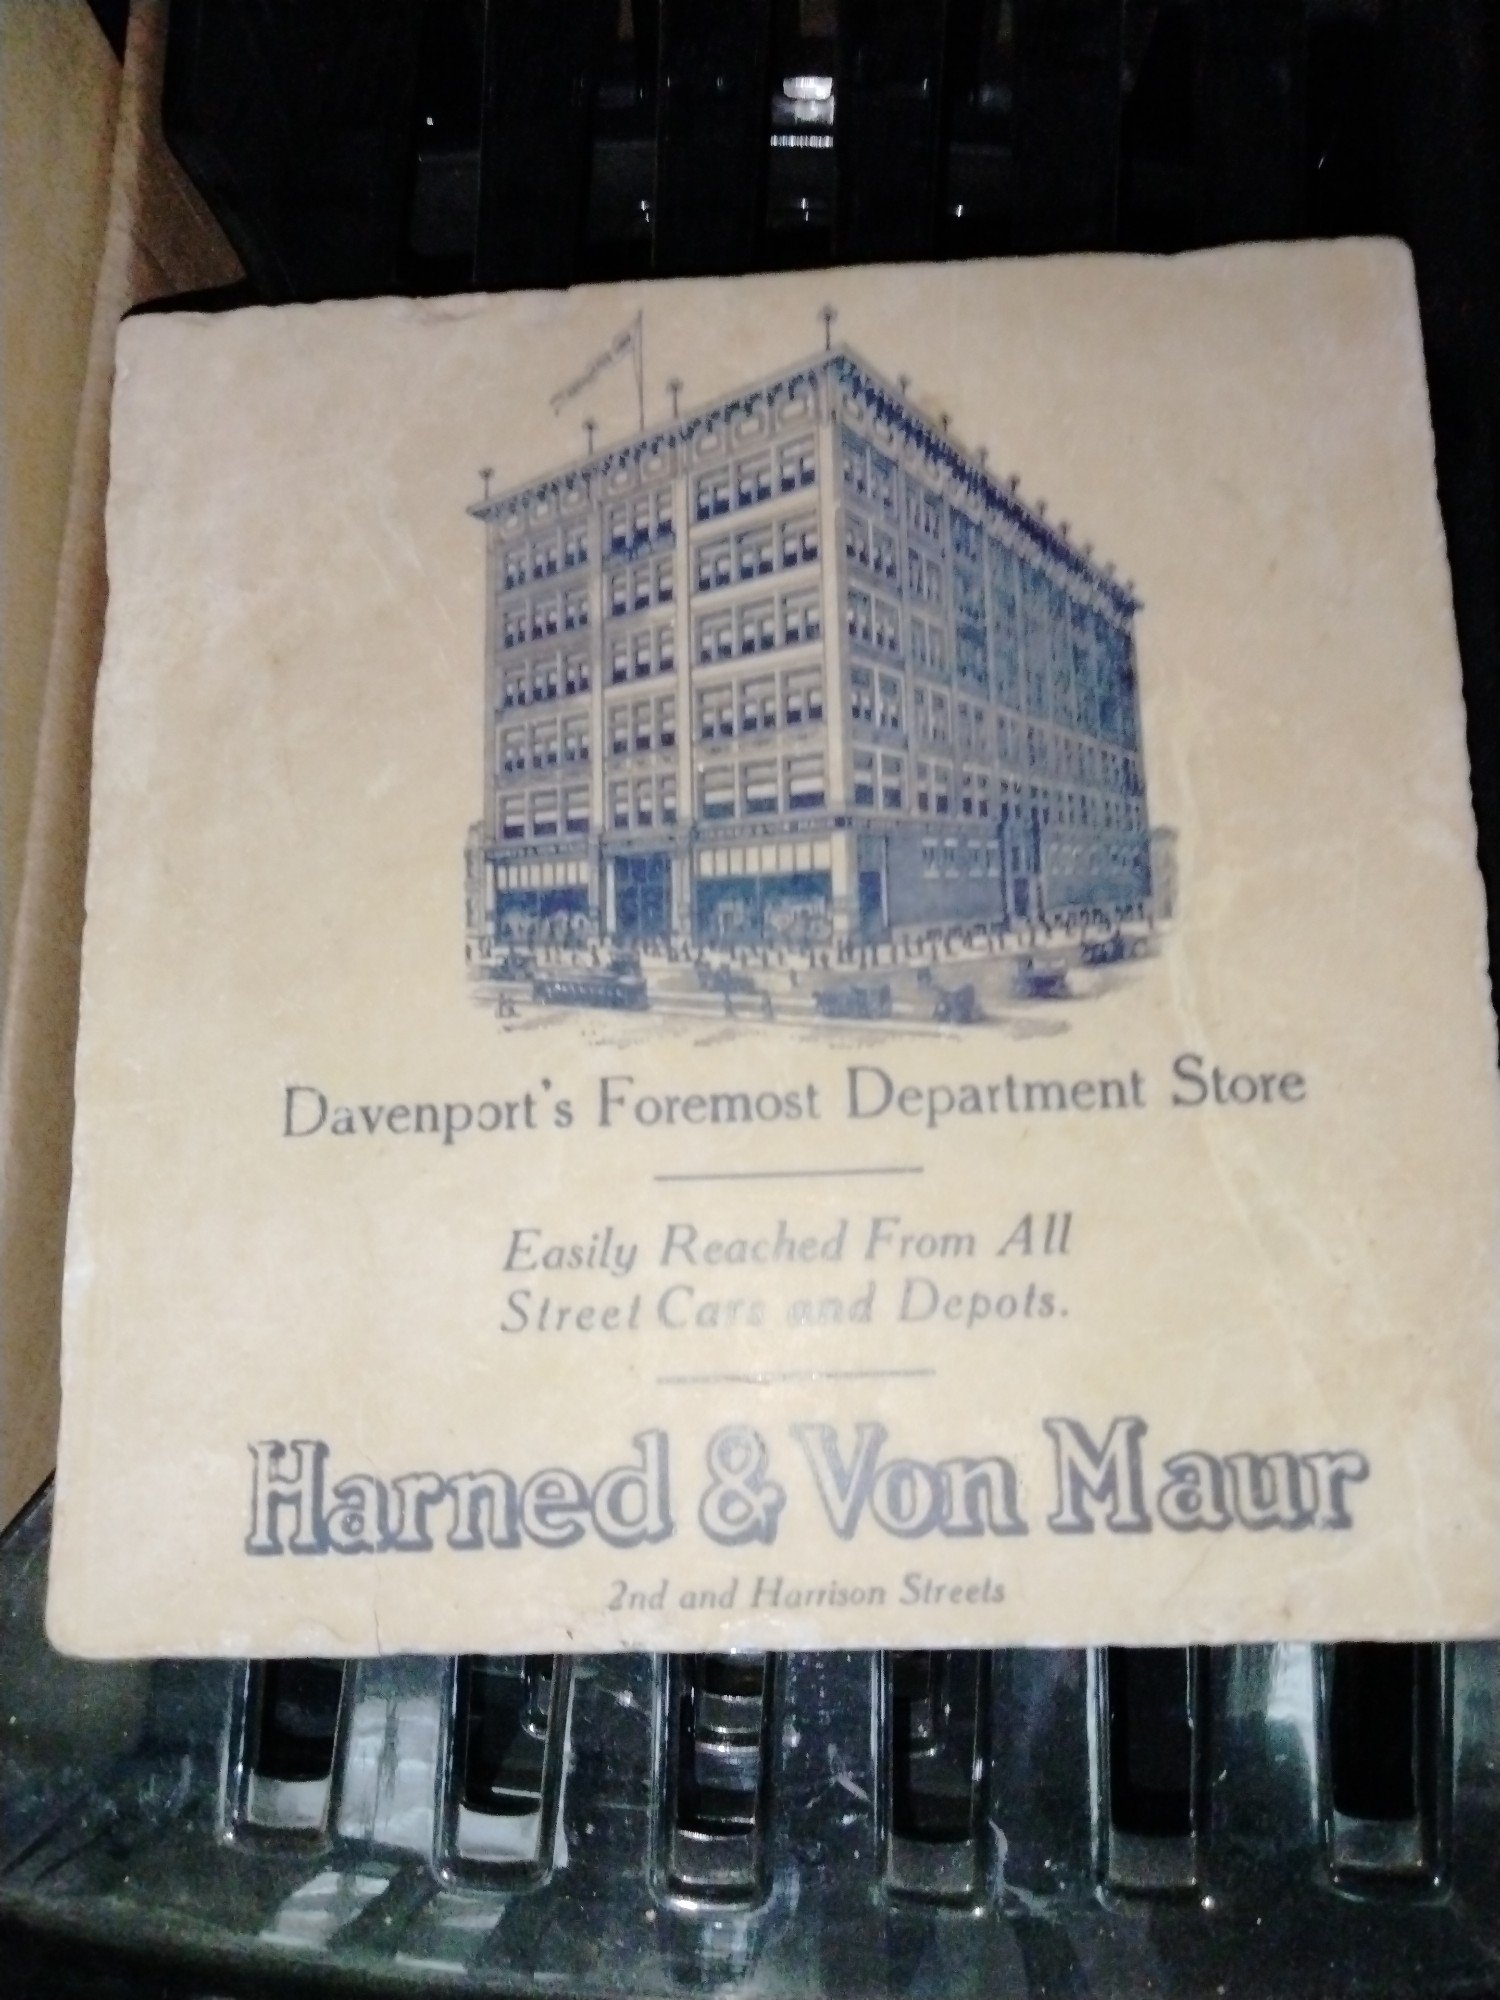 Davenport's Foremost Department Store
Easily Reached From All
Street Cars and Depots.
Harned & Von Maur
2nd and Harrison Streets